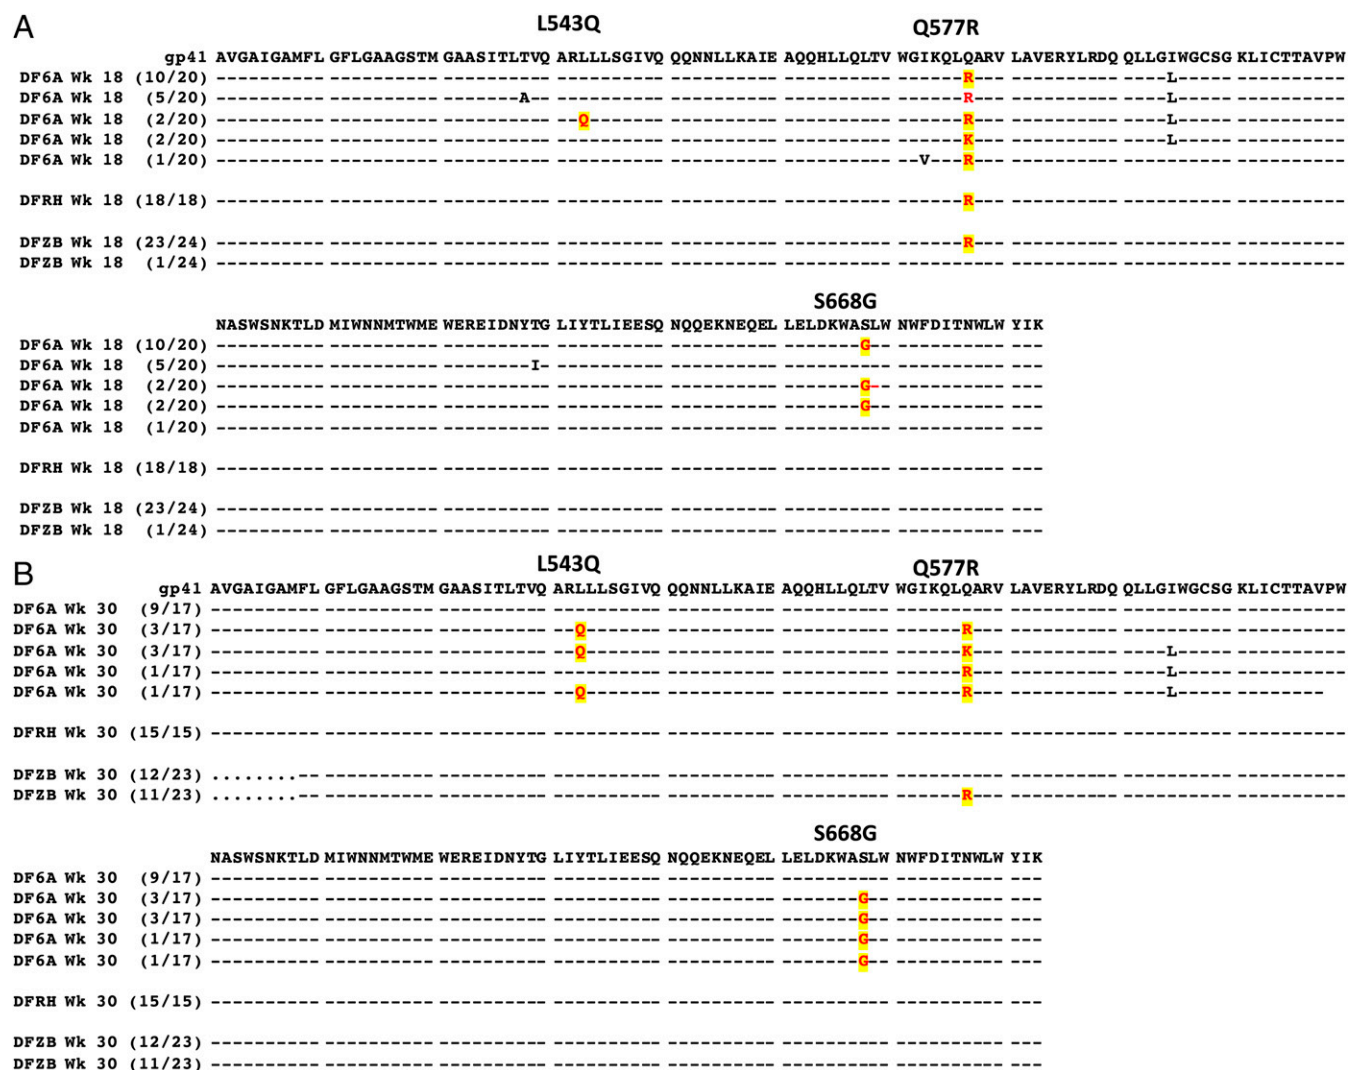 A
L543Q Q577R
gp41 AVGAIGAMFL GFLGAAGSTM GAASITLTVQ ARLLLSGIVQ QQNNLLKAIE AQQHLLQLTV WGIKQLQARV LAVERYLRDQ QLLGIWGCSG KLICTTAVPW
DF6A Wk 18 (10/20) ---------- ---------- ---------- ---------- ---------- ---------- ------R--- ---------- ----L----- ----------
DF6A Wk 18 (5/20) ---------- ---------- -------A-- ---------- ---------- ---------- ------R--- ---------- ----L----- ----------
DF6A Wk 18 (2/20) ---------- ---------- ---------- --Q------- ---------- ---------- ------R--- ---------- ----L----- ----------
DF6A Wk 18 (2/20) ---------- ---------- ---------- ---------- ---------- ---------- ------K--- ---------- ----L----- ----------
DF6A Wk 18 (1/20) ---------- ---------- ---------- ---------- ---------- ---------- --V---R--- ---------- ---------- ----------
DFRH Wk 18 (18/18) ---------- ---------- ---------- ---------- ---------- ---------- ------R--- ---------- ---------- ----------
DFZB Wk 18 (23/24) ---------- ---------- ---------- ---------- ---------- ---------- ------R--- ---------- ---------- ----------
DFZB Wk 18 (1/24) ---------- ---------- ---------- ---------- ---------- ---------- ---------- ---------- ---------- ----------
S668G
NASWSNKTLD MIWNNMTWME WEREIDNYTG LIYTLIEESQ NQQEKNEQEL LELDKWASLW NWFDITNWLW YIK
DF6A Wk 18 (10/20) ---------- ---------- ---------- ---------- ---------- -------G-- ---------- ---
DF6A Wk 18 (5/20) ---------- ---------- --------I- ---------- ---------- ---------- ---------- ---
DF6A Wk 18 (2/20) ---------- ---------- ---------- ---------- ---------- -------G-- ---------- ---
DF6A Wk 18 (2/20) ---------- ---------- ---------- ---------- ---------- -------G-- ---------- ---
DF6A Wk 18 (1/20) ---------- ---------- ---------- ---------- ---------- ---------- ---------- ---
DFRH Wk 18 (18/18) ---------- ---------- ---------- ---------- ---------- ---------- ---------- ---
DFZB Wk 18 (23/24) ---------- ---------- ---------- ---------- ---------- ---------- ---------- ---
DFZB Wk 18 (1/24) ---------- ---------- ---------- ---------- ---------- ---------- ---------- ---
B
L543Q Q577R
gp41 AVGAIGAMFL GFLGAAGSTM GAASITLTVQ ARLLLSGIVQ QQNNLLKAIE AQQHLLQLTV WGIKQLQARV LAVERYLRDQ QLLGIWGCSG KLICTTAVPW
DF6A Wk 30 (9/17) ---------- ---------- ---------- ---------- ---------- ---------- ---------- ---------- ---------- ----------
DF6A Wk 30 (3/17) ---------- ---------- ---------- --Q------- ---------- ---------- ------R--- ---------- ---------- ----------
DF6A Wk 30 (3/17) ---------- ---------- ---------- --Q------- ---------- ---------- ------K--- ---------- ----L----- ----------
DF6A Wk 30 (1/17) ---------- ---------- ---------- ---------- ---------- ---------- ------R--- ---------- ----L----- ----------
DF6A Wk 30 (1/17) ---------- ---------- ---------- --Q------- ---------- ---------- ------R--- ---------- ----L----- --------
DFRH Wk 30 (15/15) ---------- ---------- ---------- ---------- ---------- ---------- ---------- ---------- ---------- ----------
DFZB Wk 30 (12/23) ........-- ---------- ---------- ---------- ---------- ---------- ---------- ---------- ---------- ----------
DFZB Wk 30 (11/23) ........-- ---------- ---------- ---------- ---------- ---------- ------R--- ---------- ---------- ----------
S668G
NASWSNKTLD MIWNNMTWME WEREIDNYTG LIYTLIEESQ NQQEKNEQEL LELDKWASLW NWFDITNWLW YIK
DF6A Wk 30 (9/17) ---------- ---------- ---------- ---------- ---------- ---------- ---------- ---
DF6A Wk 30 (3/17) ---------- ---------- ---------- ---------- ---------- -------G-- ---------- ---
DF6A Wk 30 (3/17) ---------- ---------- ---------- ---------- ---------- -------G-- ---------- ---
DF6A Wk 30 (1/17) ---------- ---------- ---------- ---------- ---------- -------G-- ---------- ---
DF6A Wk 30 (1/17) ---------- ---------- ---------- ---------- ---------- -------G-- ---------- ---
DFRH Wk 30 (15/15) ---------- ---------- ---------- ---------- ---------- ---------- ---------- ---
DFZB Wk 30 (12/23) ---------- ---------- ---------- ---------- ---------- ---------- ---------- ---
DFZB Wk 30 (11/23) ---------- ---------- ---------- ---------- ---------- ---------- ---------- ---